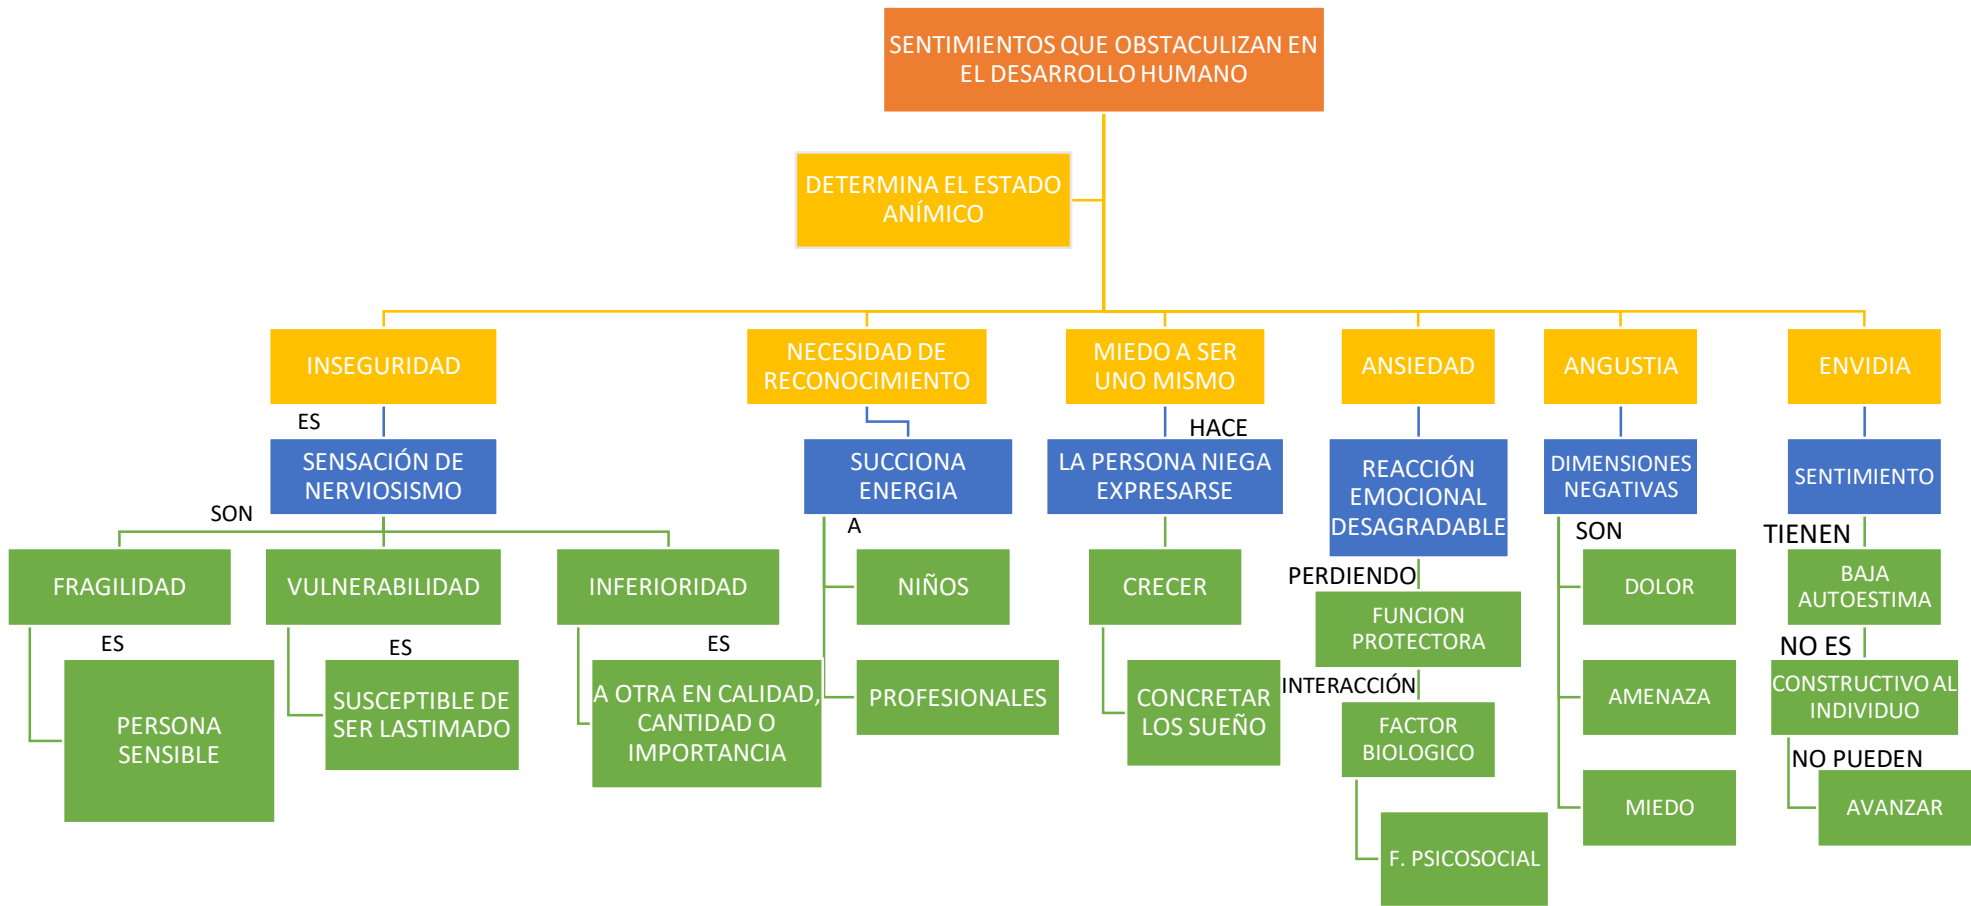 SENTIMIENTOS QUE OBSTACULIZAN EN
EL DESARROLLO HUMANO
DETERMINA EL ESTADO
ANÍMICO
INSEGURIDAD
ES
SENSACIÓN DE
NERVIOSISMO
SON
FRAGILIDAD
ES
PERSONA
SENSIBLE
VULNERABILIDAD
ES
SUSCEPTIBLE DE
SER LASTIMADO
INFERIORIDAD
ES
A OTRA EN CALIDAD,
CANTIDAD O
IMPORTANCIA
NECESIDAD DE
RECONOCIMIENTO
SUCCIONA
ENERGIA
A
NIÑOS
PROFESIONALES
MIEDO A SER
UNO MISMO
HACE
LA PERSONA NIEGA
EXPRESARSE
CRECER
CONCRETAR
LOS SUEÑO
ANSIEDAD
REACCIÓN
EMOCIONAL
DESAGRADABLE
PERDIENDO
FUNCION
PROTECTORA
INTERACCIÓN
FACTOR
BIOLOGICO
F. PSICOSOCIAL
ANGUSTIA
DIMENSIONES
NEGATIVAS
SON
DOLOR
AMENAZA
MIEDO
ENVIDIA
SENTIMIENTO
TIENEN
BAJA
AUTOESTIMA
NO ES
CONSTRUCTIVO AL
INDIVIDUO
NO PUEDEN
AVANZAR